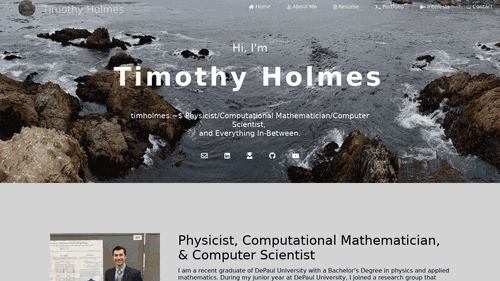 Timothy Holmes
Home About Me Resume Portfolio Interests Contact
Hi, I'm
Timothy Holmes
timholmes:~$ Physicist/Computational Mathematician/Computer
Scientist,
and Everything In-Between.
Physicist, Computational Mathematician,
& Computer Scientist
I am a recent graduate of DePaul University with a Bachelor's Degree in physics and applied
mathematics. During my junior year at DePaul University, I joined a research group that